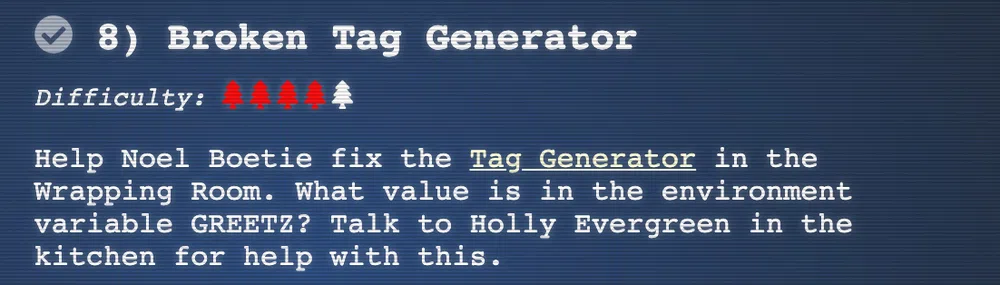 8) Broken Tag Generator
Difficulty:
Help Noel Boetie fix the Tag Generator in the
Wrapping Room. What value is in the environment
variable GREETZ? Talk to Holly Evergreen in the
kitchen for help with this.